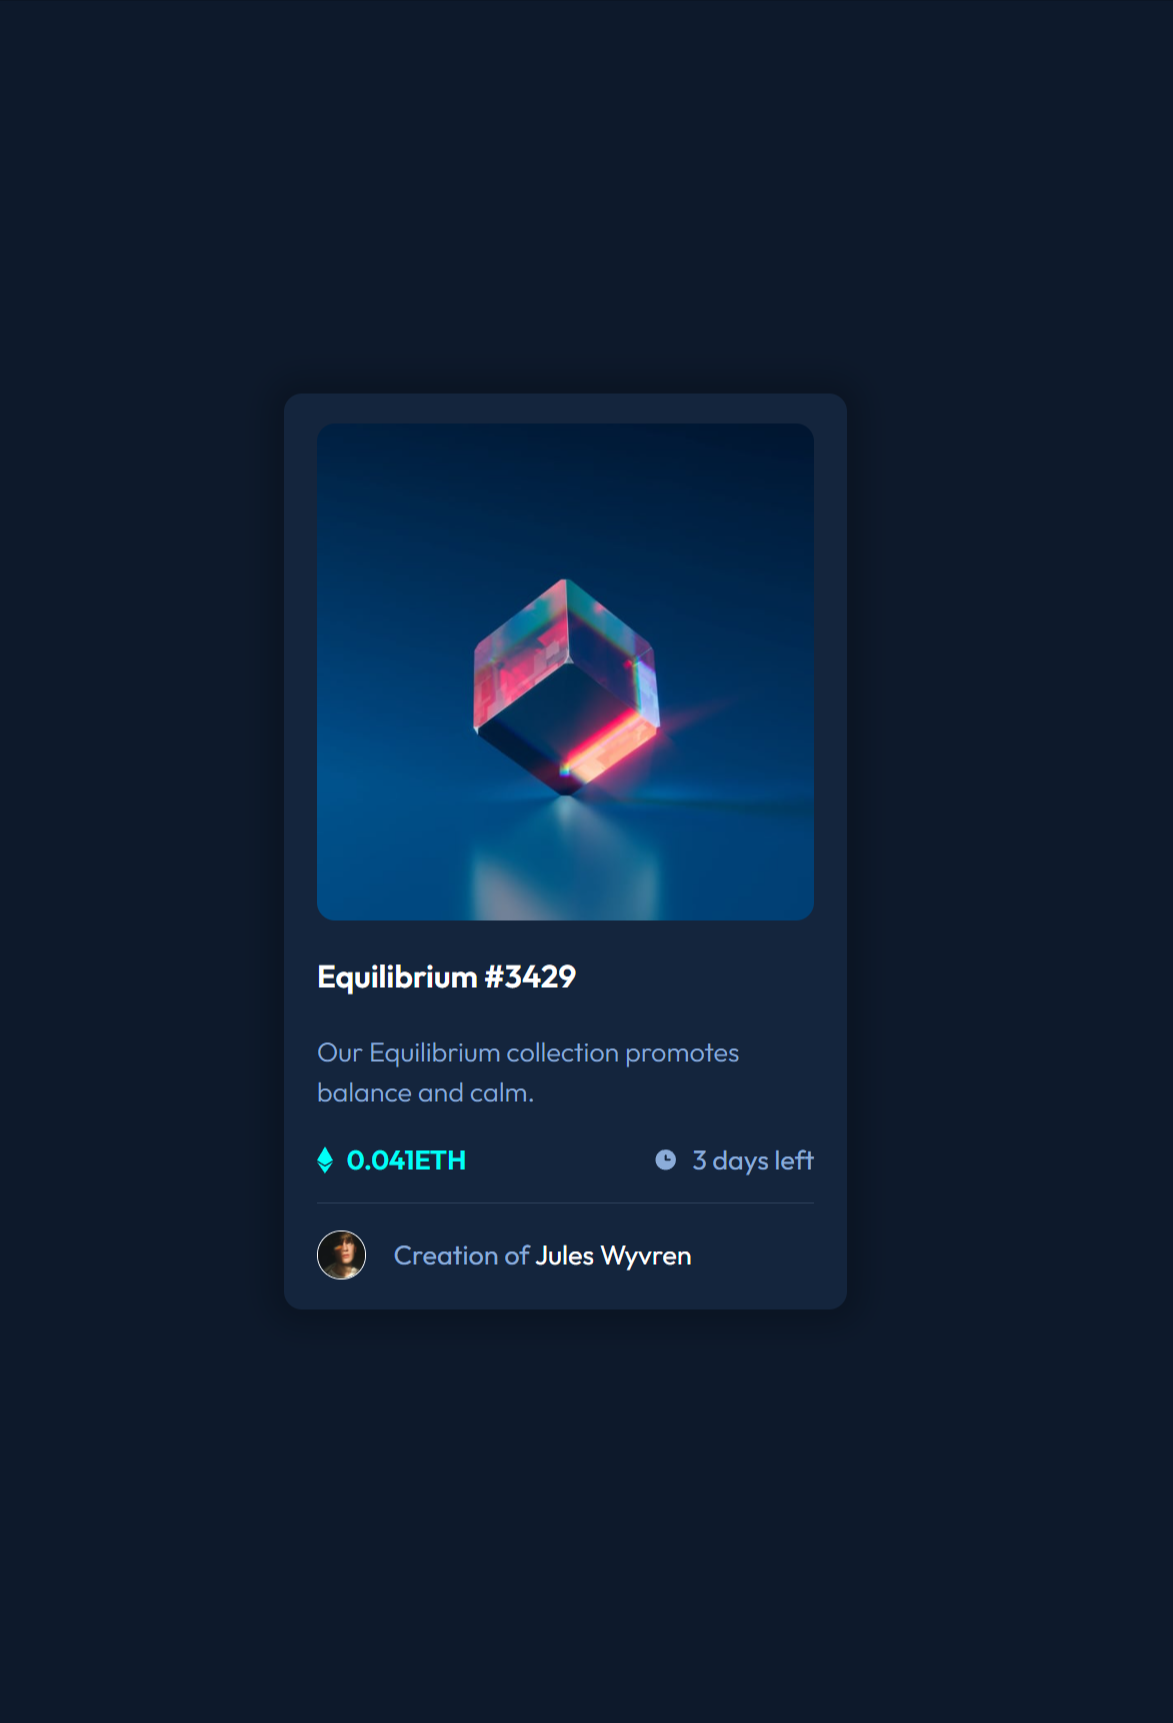 Equilibrium #3429
Our Equilibrium collection promotes
balance and calm.
0.041ETH
3 days left
Creation of Jules Wyvren